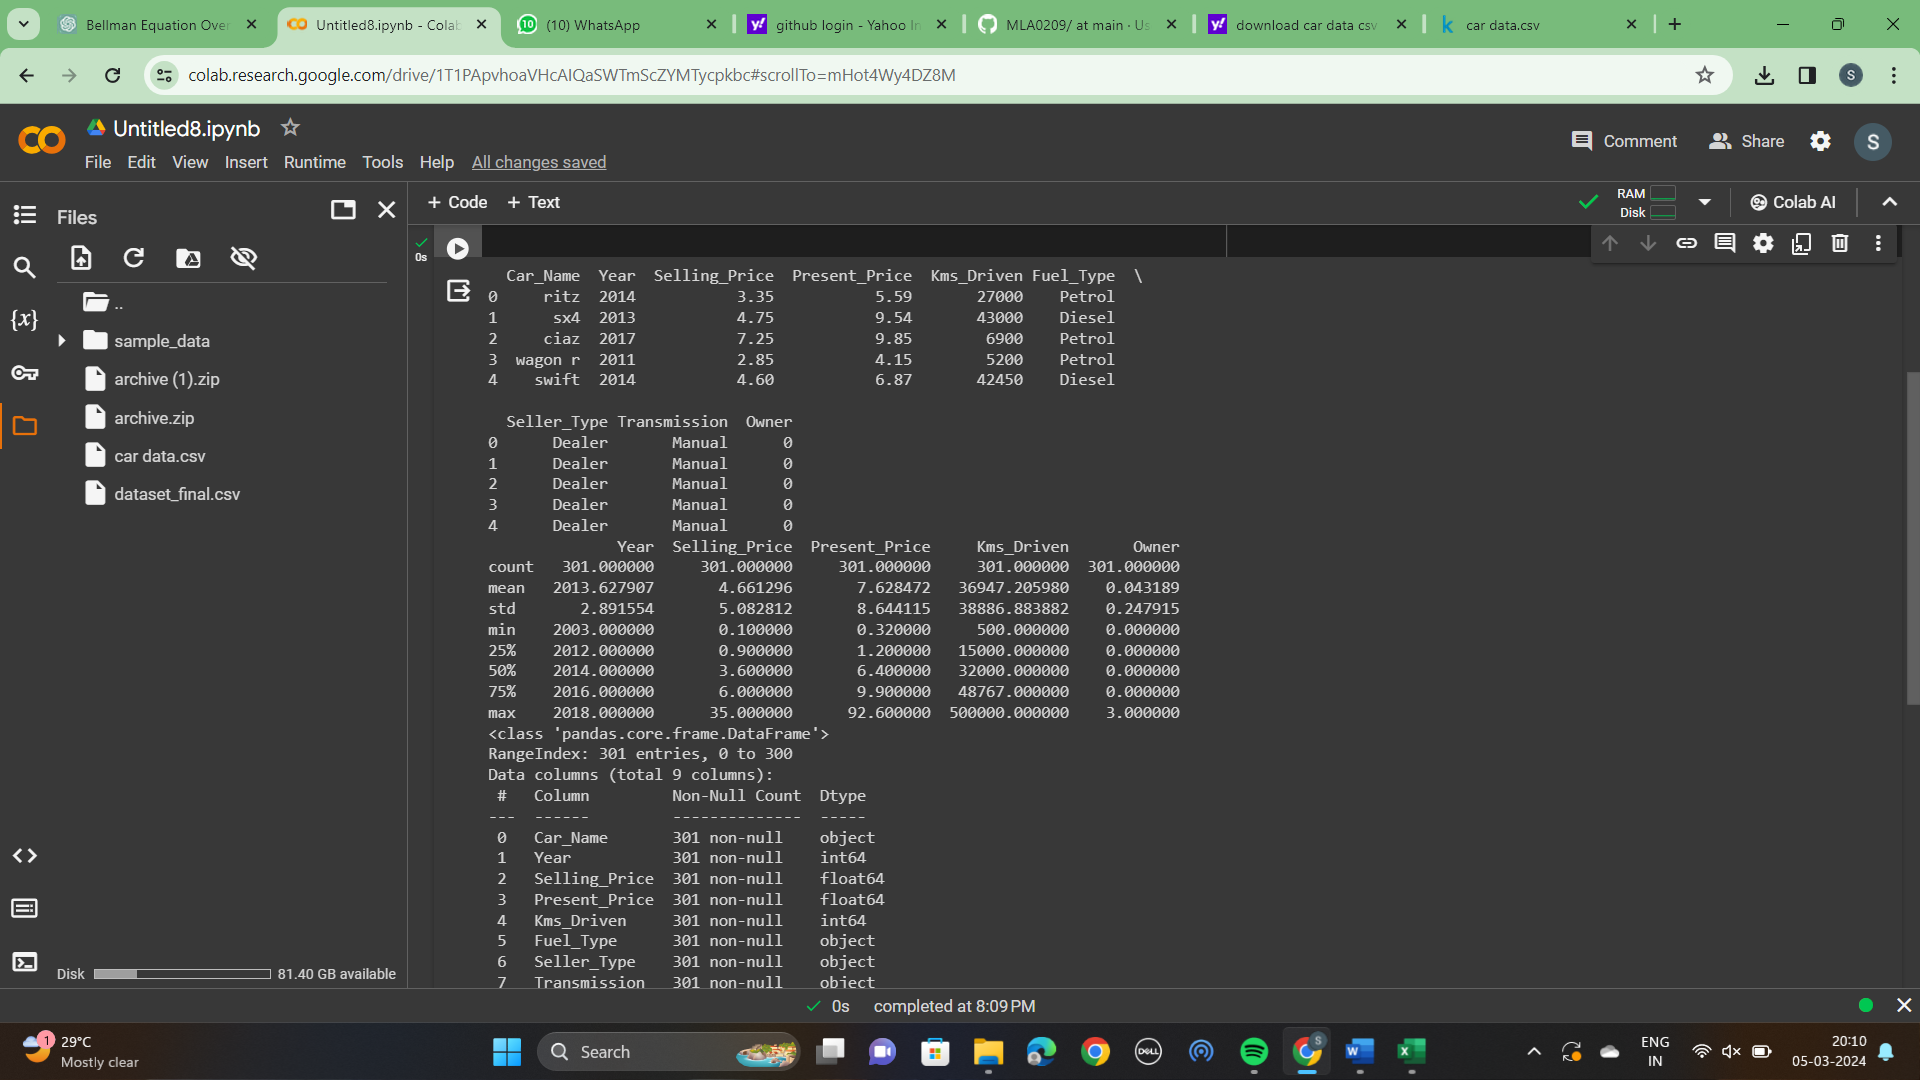 Bellman Equation Over
Untitled8.ipynb - Colab
(10) WhatsApp
github login - Yahoo In
MLA0209/ at main · Us
download car data csv
car data.csv
colab.research.google.com/drive/1T1PApvhoaVHcAIQaSWTmScZYMTycpkbc#scrollTo=mHot4Wy4DZ8M
S
Untitled8.ipynb
File Edit View Insert Runtime Tools Help All changes saved
Comment Share S
Files
+ Code + Text
RAM
Disk
Colab AI
0s
..
sample_data
archive (1).zip
archive.zip
car data.csv
dataset_final.csv
{x}
Disk 81.40 GB available
Car_Name Year Selling_Price Present_Price Kms_Driven Fuel_Type \
0 ritz 2014 3.35 5.59 27000 Petrol
1 sx4 2013 4.75 9.54 43000 Diesel
2 ciaz 2017 7.25 9.85 6900 Petrol
3 wagon r 2011 2.85 4.15 5200 Petrol
4 swift 2014 4.60 6.87 42450 Diesel
Seller_Type Transmission Owner
0 Dealer Manual 0
1 Dealer Manual 0
2 Dealer Manual 0
3 Dealer Manual 0
4 Dealer Manual 0
Year Selling_Price Present_Price Kms_Driven Owner
count 301.000000 301.000000 301.000000 301.000000 301.000000
mean 2013.627907 4.661296 7.628472 36947.205980 0.043189
std 2.891554 5.082812 8.644115 38886.883882 0.247915
min 2003.000000 0.100000 0.320000 500.000000 0.000000
25% 2012.000000 0.900000 1.200000 15000.000000 0.000000
50% 2014.000000 3.600000 6.400000 32000.000000 0.000000
75% 2016.000000 6.000000 9.900000 48767.000000 0.000000
max 2018.000000 35.000000 92.600000 500000.000000 3.000000
<class 'pandas.core.frame.DataFrame'>
RangeIndex: 301 entries, 0 to 300
Data columns (total 9 columns):
# Column Non-Null Count Dtype
--- ------ -------------- -----
0 Car_Name 301 non-null object
1 Year 301 non-null int64
2 Selling_Price 301 non-null float64
3 Present_Price 301 non-null float64
4 Kms_Driven 301 non-null int64
5 Fuel_Type 301 non-null object
6 Seller_Type 301 non-null object
7 Transmission 301 non-null object
0s completed at 8:09 PM
1
29°C
Mostly clear
Search
DELL
S
ENG
IN
20:10
05-03-2024